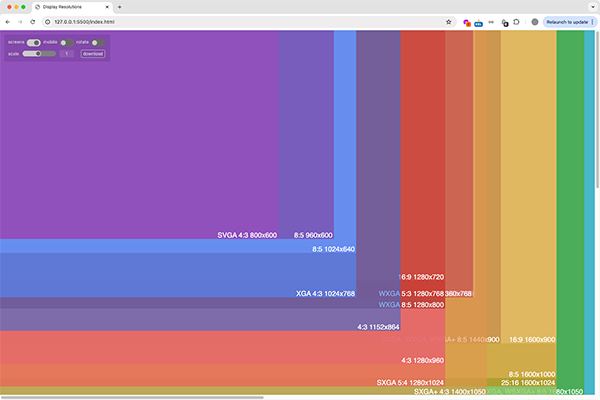 Display Resolutions
127.0.0.1:5500/index.html
Relaunch to update
screens mobile rotate
scale 1 download
SVGA 4:3 800x600 8:5 960x600
8:5 1024x640
16:9 1280x720
XGA 4:3 1024x768 WXGA 5:3 1280x768 360x768
WXGA 8:5 1280x800
4:3 1152x864
8:5 1440x900 16:9 1600x900
4:3 1280x960
8:5 1600x1000
SXGA 5:4 1280x1024 25:16 1600x1024
SXGA+ 4:3 1400x1050 1680x1050